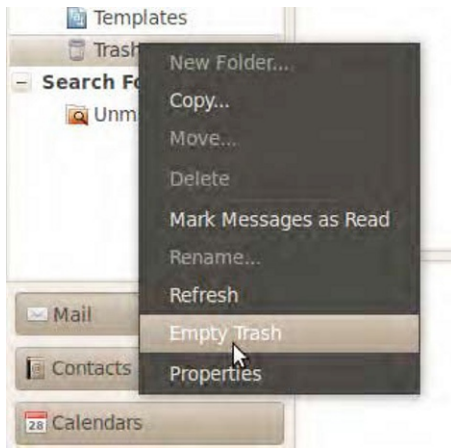 Templates
Trash
New Folder...
Search Fo
Copy...
Unm
Move...
Delete
Mark Messages as Read
Rename...
Refresh
Mail
Empty Trash
Contacts
Properties
28 Calendars